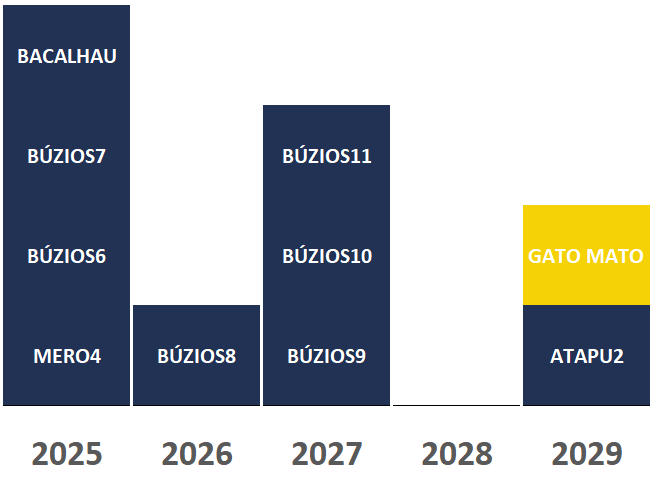 BACALHAU
BÚZIOS7
BÚZIOS11
BÚZIOS6
BÚZIOS10
GATO MATO
MERO4
BÚZIOS8
BÚZIOS9
ATAPU2
2025
2026
2027
2028
2029